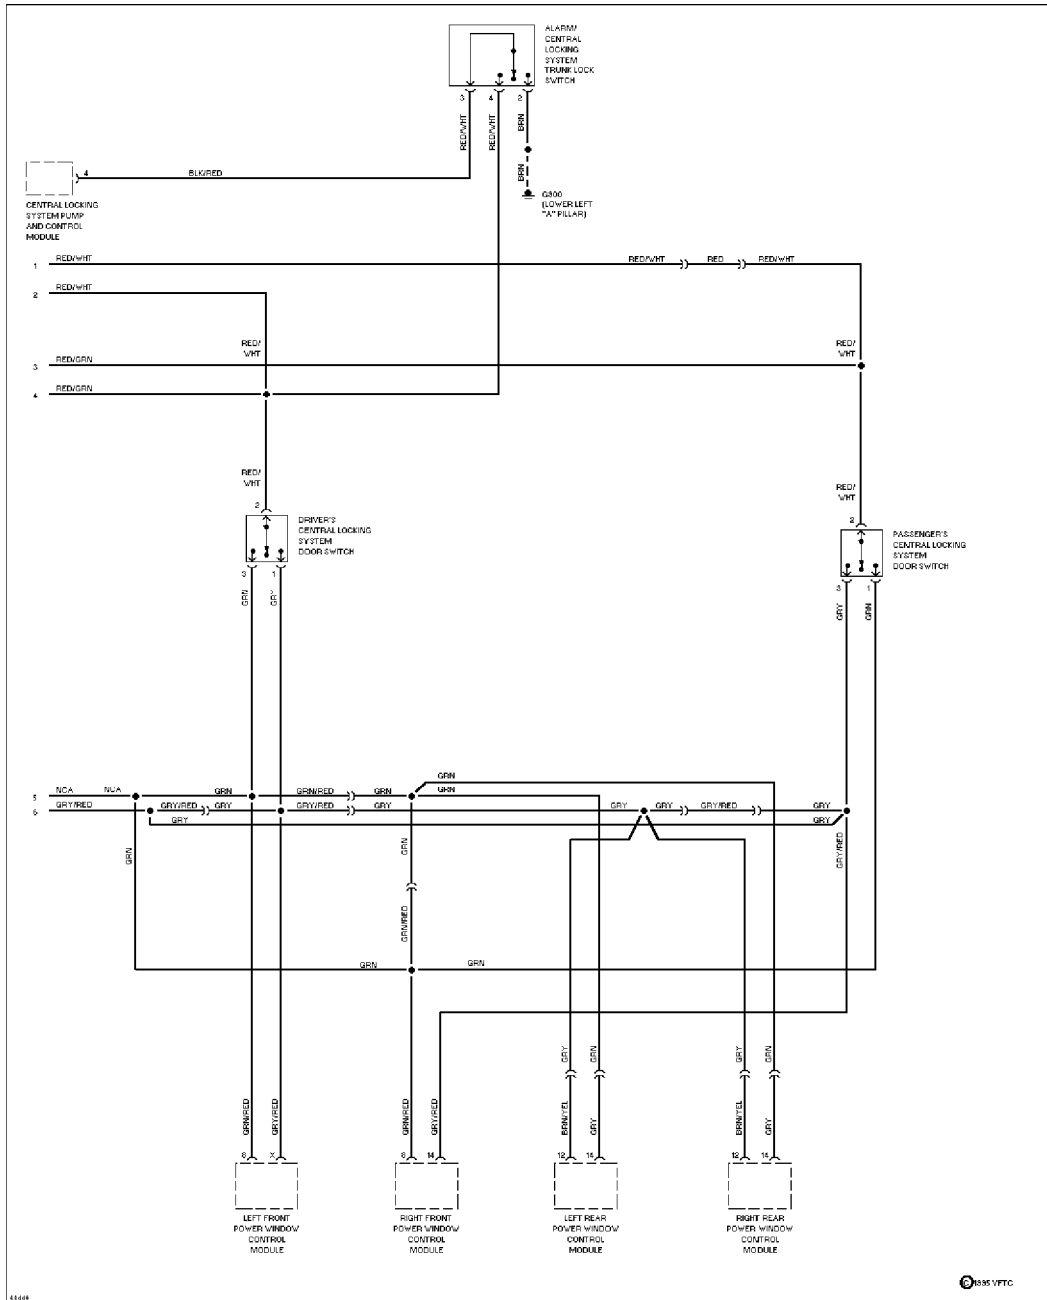 ALARM/
CENTRAL
LOCKING
SYSTEM
TRUNK LOCK
SWITCH
3 4 2
RED/WHT
RED/WHT
BRN
BRN
4
BLK/RED
G300
(LOWER LEFT
"A" PILLAR)
CENTRAL LOCKING
SYSTEM PUMP
AND CONTROL
MODULE
1 RED/WHT RED/WHT RED RED/WHT
2 RED/WHT
RED/
WHT
RED/
WHT
3 RED/GRN
4 RED/GRN
RED/
WHT
RED/
WHT
2
DRIVER'S
CENTRAL LOCKING
SYSTEM
DOOR SWITCH
3 1
GRN
2
PASSENGER'S
CENTRAL LOCKING
SYSTEM
DOOR SWITCH
3 1
GRY
GRN
GRN
5 NCA NCA GRN GRN/RED GRN GRN
6 GRY/RED GRY/RED GRY GRY/RED GRY GRY GRY GRY/RED GRY
GRY GRY
GRN
GRN
GRY/RED
GRN/RED
GRN GRN
GRY
GRN
GRY
GRN
GRN/RED
GRY/RED
GRN/RED
GRY/RED
BRN/YEL
GRY
BRN/YEL
GRY
8 X 8 14 12 14 12 14
LEFT FRONT
POWER WINDOW
CONTROL
MODULE
RIGHT FRONT
POWER WINDOW
CONTROL
MODULE
LEFT REAR
POWER WINDOW
CONTROL
MODULE
RIGHT REAR
POWER WINDOW
CONTROL
MODULE